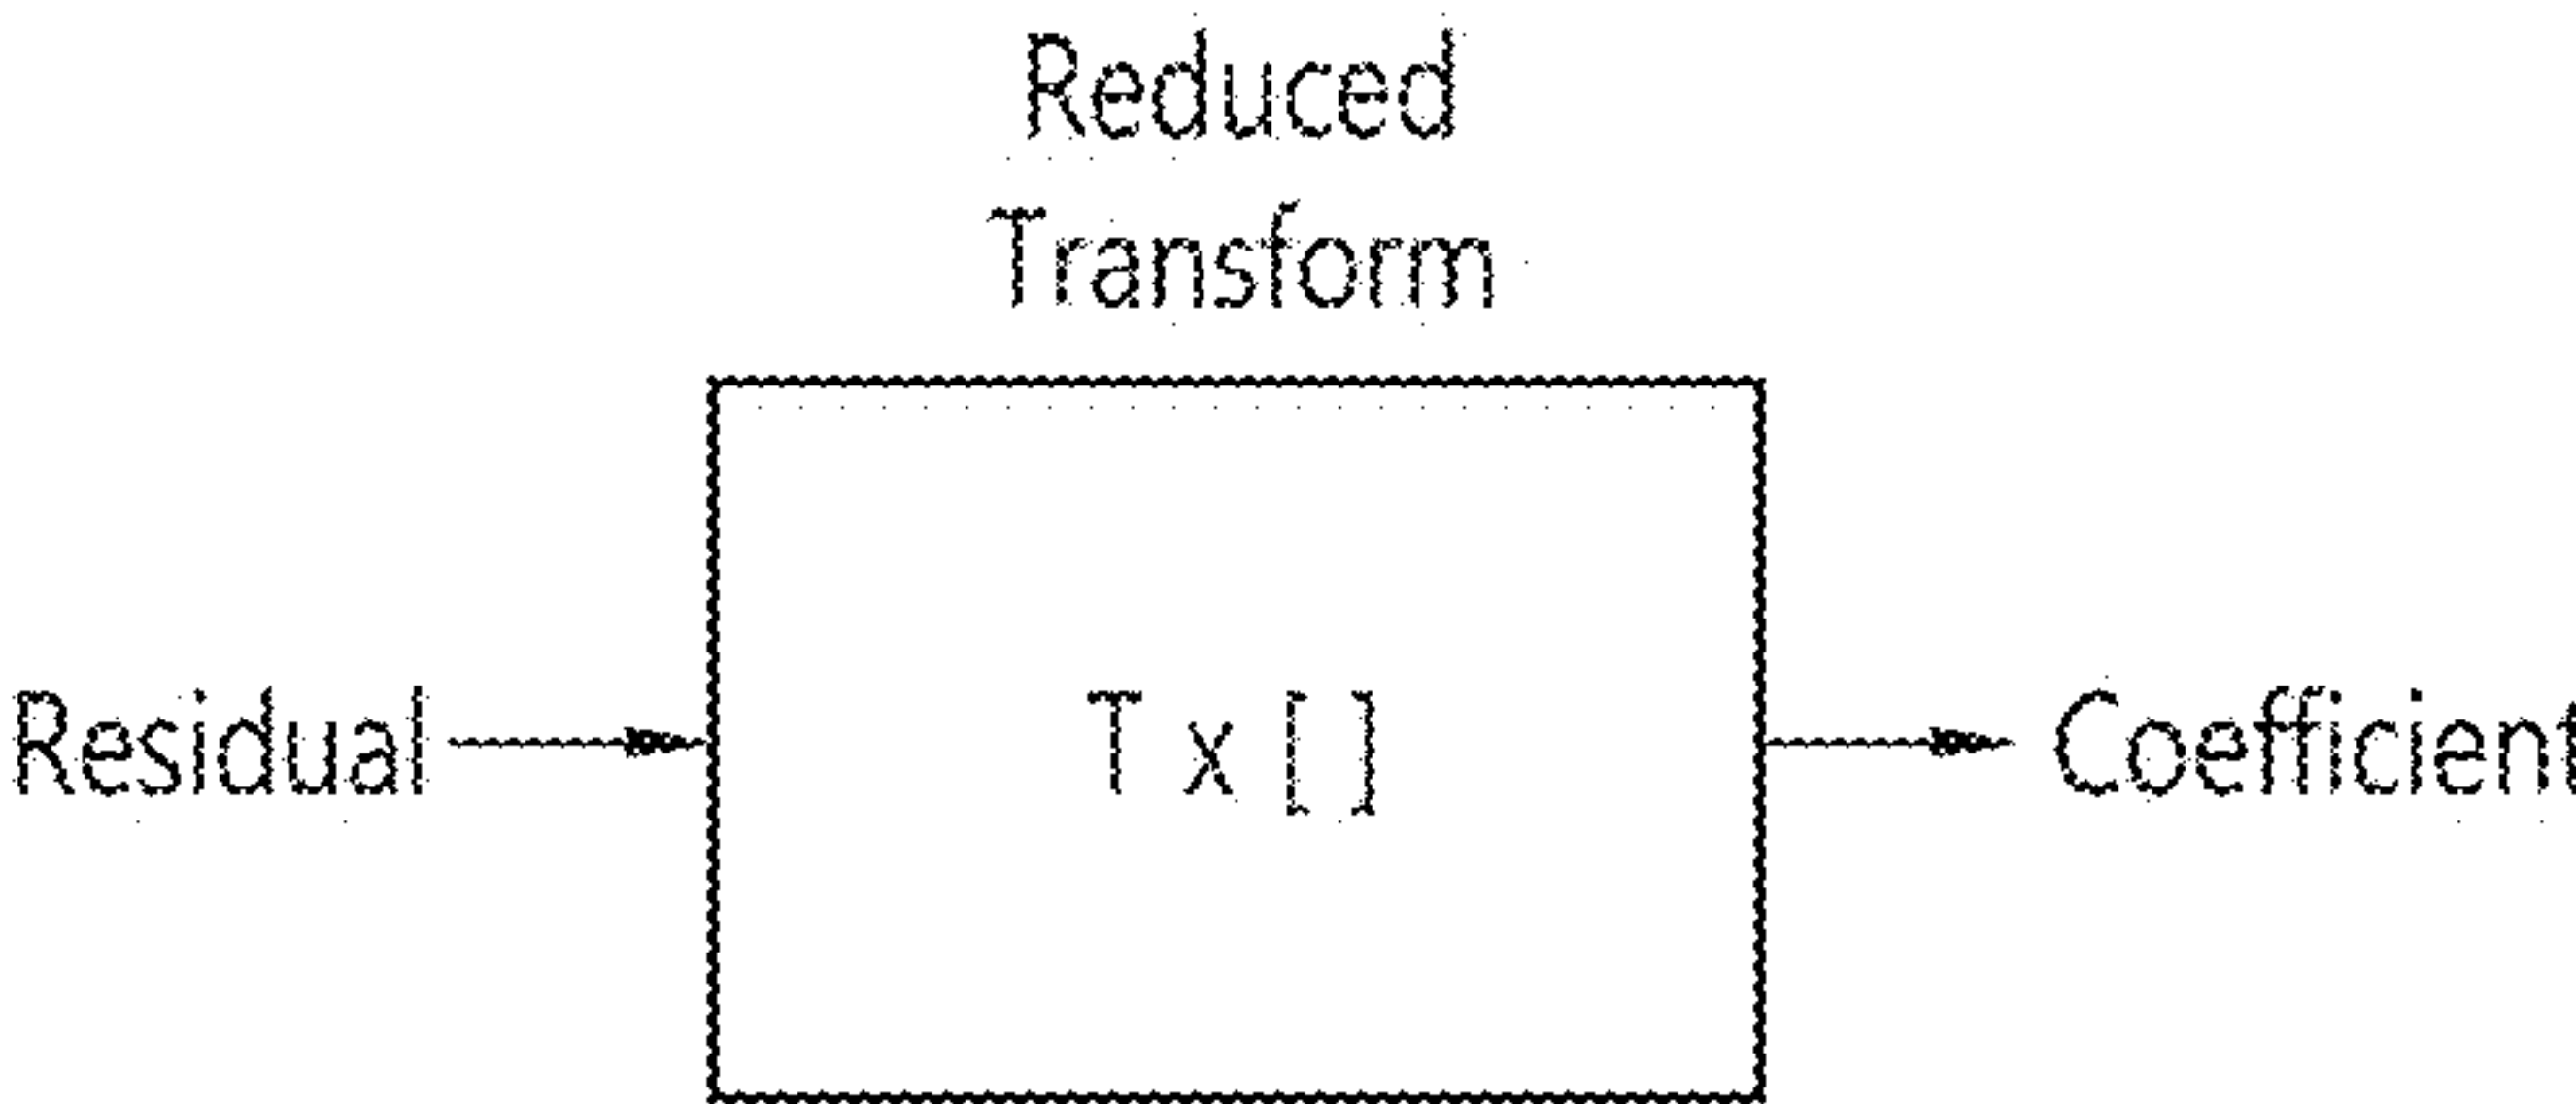 Reduced
Transform
Residual
T x [ ]
Coefficient